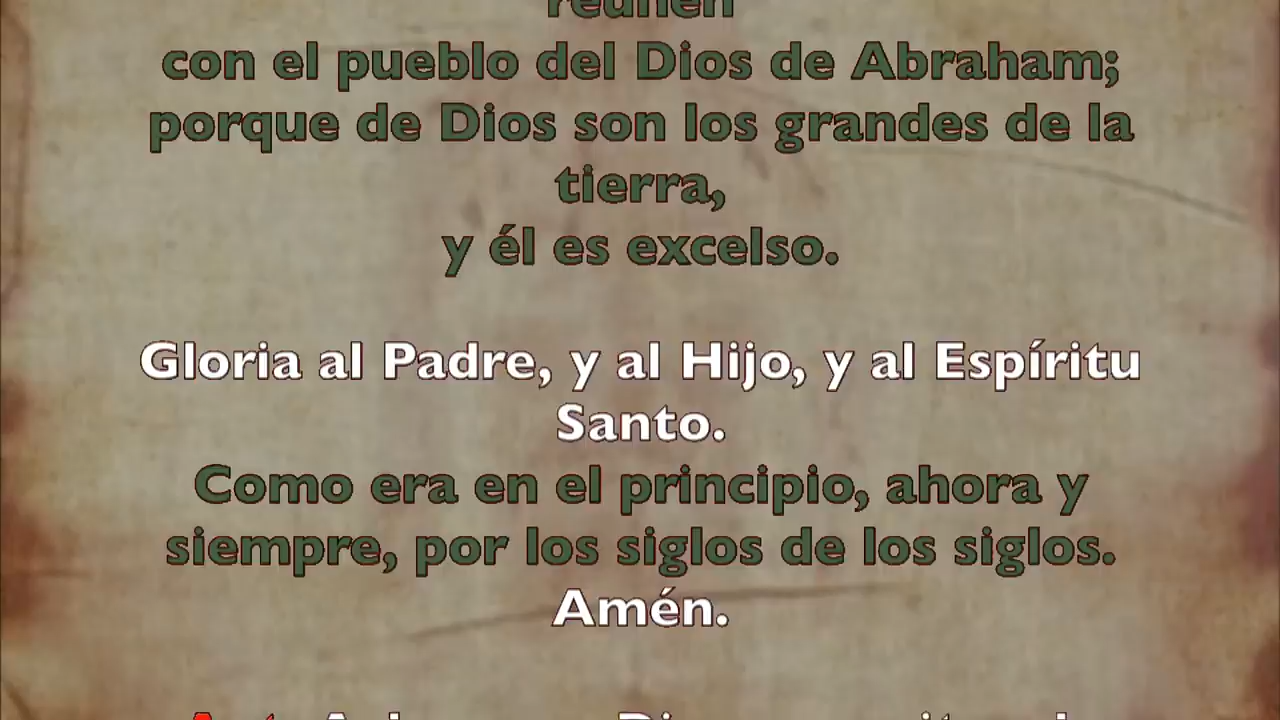 reúnen
con el pueblo del Dios de Abraham;
porque de Dios son los grandes de la
tierra,
y él es excelso.
Gloria al Padre, y al Hijo, y al Espíritu
Santo.
Como era en el principio, ahora y
siempre, por los siglos de los siglos.
Amén.